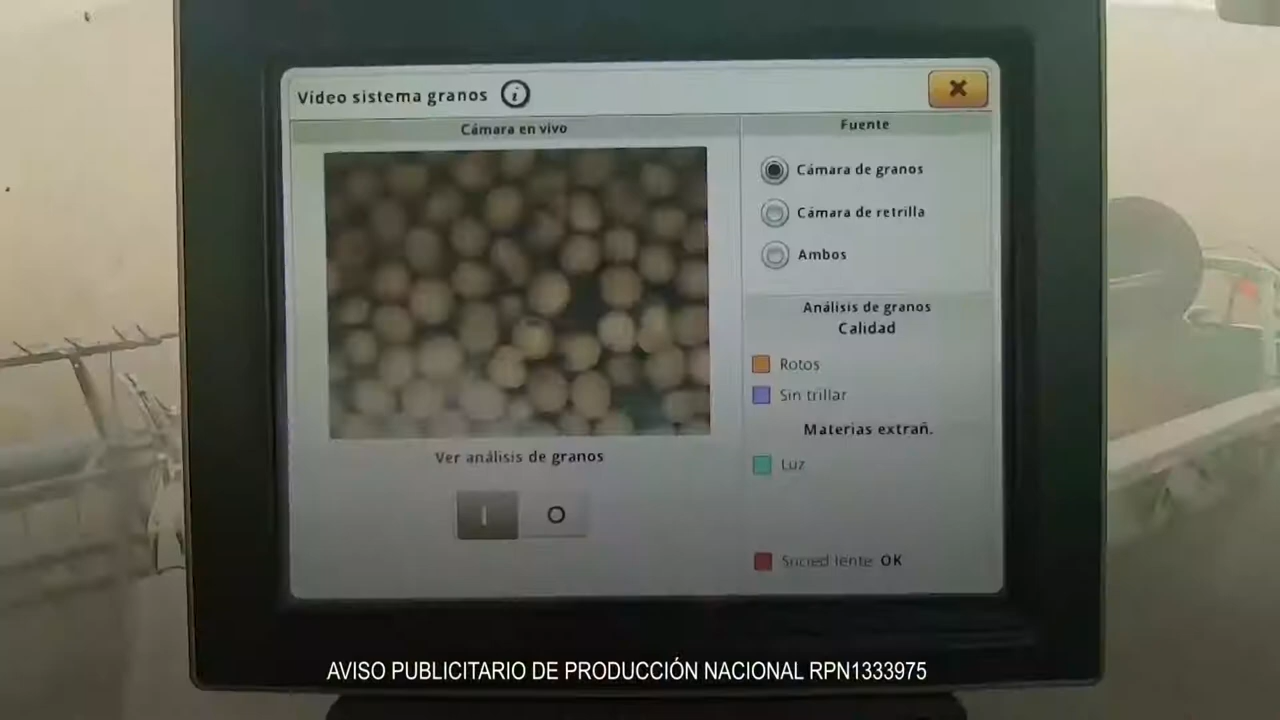 Vídeo sistema granos i
Cámara en vivo
Fuente
Cámara de granos
Cámara de retrilla
Ambos
Análisis de granos
Calidad
Rotos
Sin trillar
Materias extrañ.
Luz
Ver análisis de granos
I O
Sucied lente: OK
AVISO PUBLICITARIO DE PRODUCCIÓN NACIONAL RPN1333975